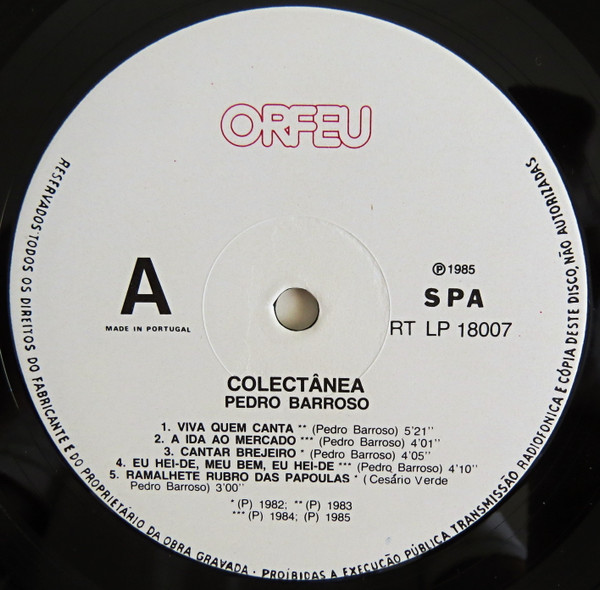 ORFEU
A
MADE IN PORTUGAL
Ⓟ 1985
SPA
RT LP 18007
COLECTÂNEA
PEDRO BARROSO
1. VIVA QUEM CANTA ** (Pedro Barroso) 5'21''
2. A IDA AO MERCADO *** (Pedro Barroso) 4'01''
3. CANTAR BREJEIRO * (Pedro Barroso) 4'05''
4. EU HEI-DE, MEU BEM, EU HEI-DE *** (Pedro Barroso) 4'10''
5. RAMALHETE RUBRO DAS PAPOULAS * (Cesário Verde
Pedro Barroso) 3'00''
* (P) 1982; ** (P) 1983
*** (P) 1984; (P) 1985
RESERVADOS TODOS OS DIREITOS DO FABRICANTE E DO PROPRIETÁRIO DA OBRA GRAVADA · PROÍBIDAS A EXECUÇÃO PÚBLICA TRANSMISSÃO RADIOFONICA E CÓPIA DESTE DISCO, NÃO AUTORIZADAS